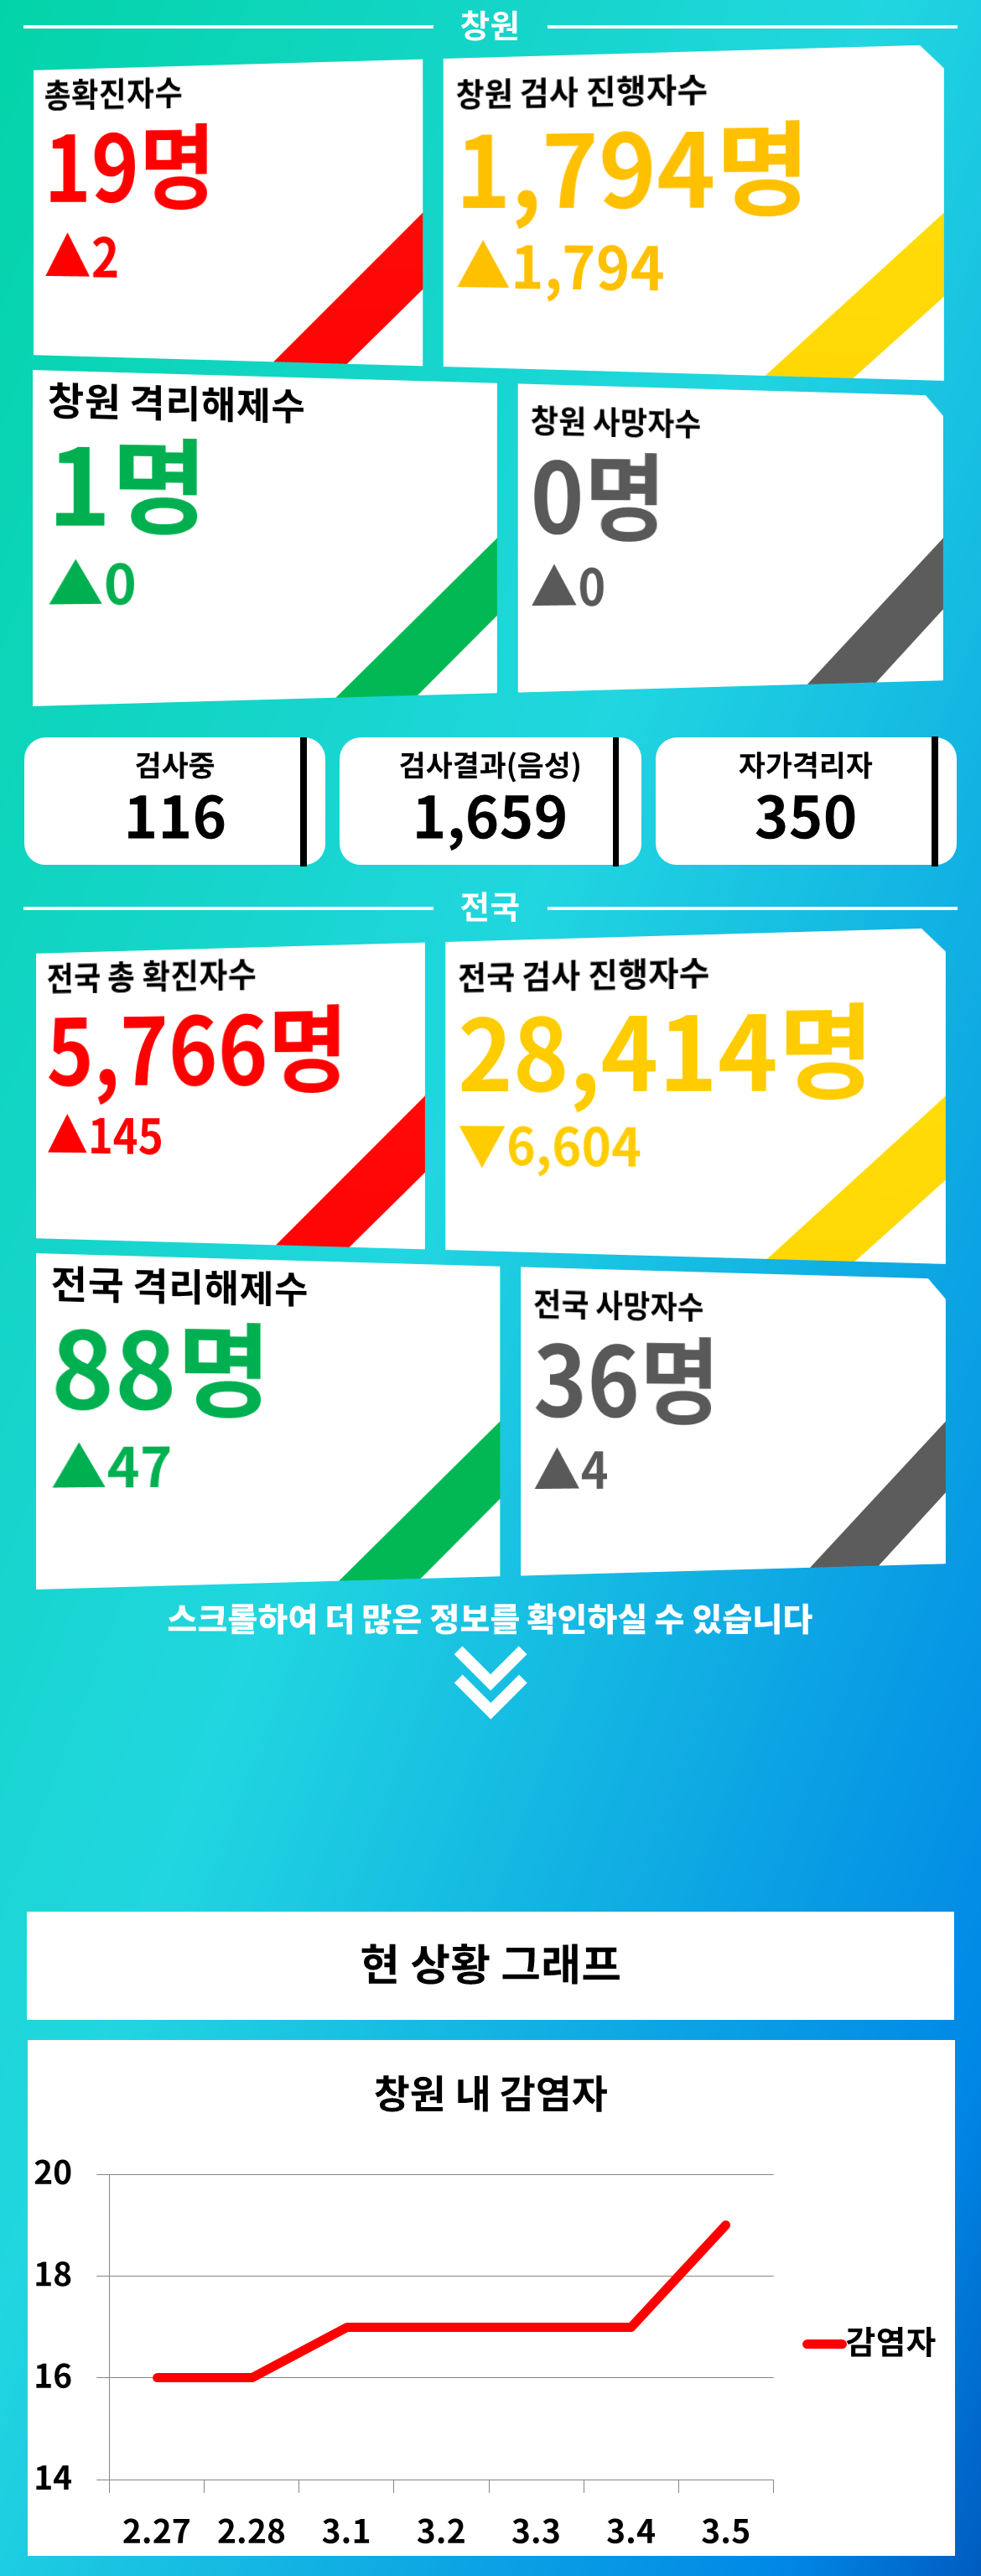 창원
총확진자수
19명
▲2
창원 검사 진행자수
1,794명
▲1,794
창원 격리해제수
1명
▲0
창원 사망자수
0명
▲0
검사중
116
검사결과(음성)
1,659
자가격리자
350
전국
전국 총 확진자수
5,766명
▲145
전국 검사 진행자수
28,414명
▼6,604
전국 격리해제수
88명
▲47
전국 사망자수
36명
▲4
스크롤하여 더 많은 정보를 확인하실 수 있습니다
현 상황 그래프
창원 내 감염자
20
18
16
14
감염자
2.27 2.28 3.1 3.2 3.3 3.4 3.5